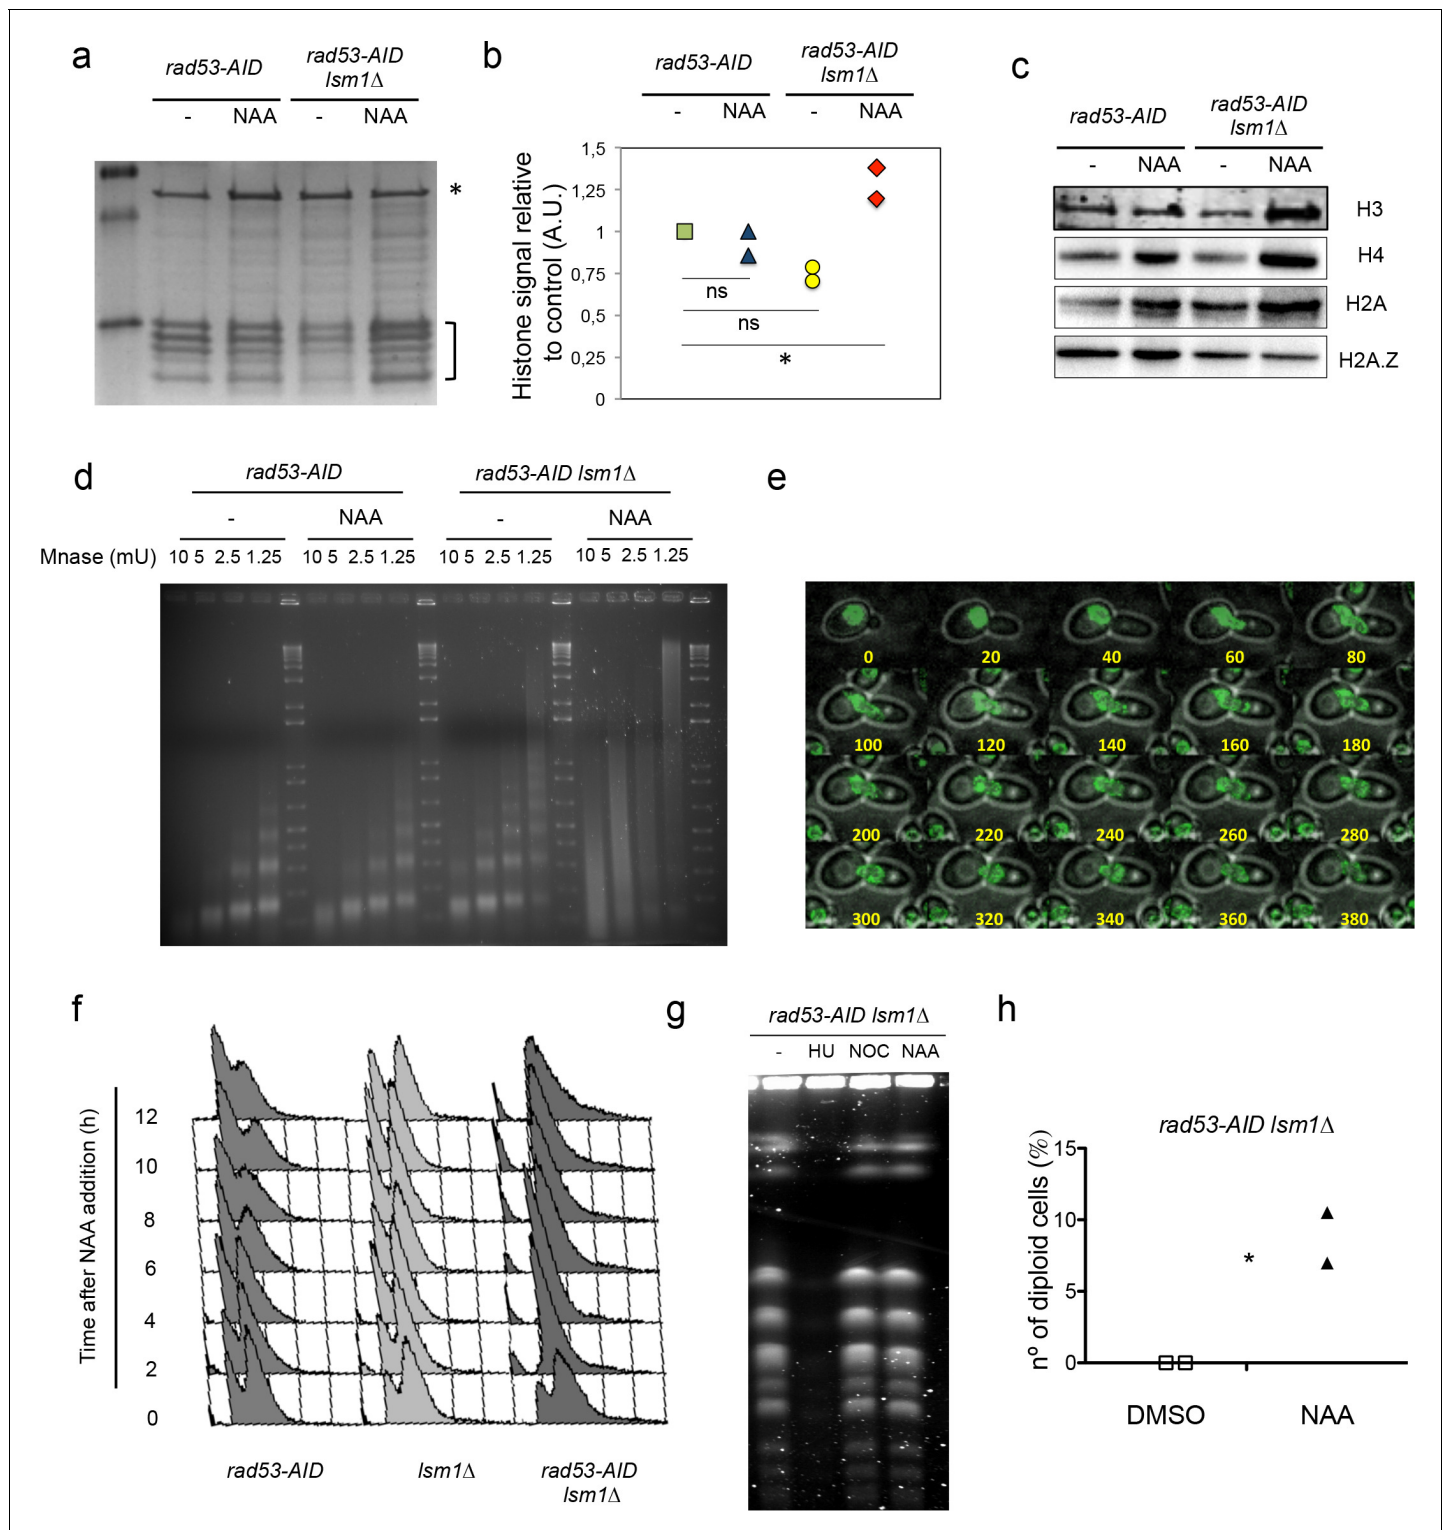 a
rad53-AID
rad53-AID
lsm1Δ
- NAA - NAA
*
b
rad53-AID
rad53-AID
lsm1Δ
- NAA - NAA
Histone signal relative
to control (A.U.)
1,5
1,25
1
0,75
0,5
0,25
0
ns
ns
*
c
rad53-AID
rad53-AID
lsm1Δ
- NAA - NAA
H3
H4
H2A
H2A.Z
d
rad53-AID
rad53-AID lsm1Δ
- NAA - NAA
Mnase (mU) 10 5 2.5 1.25 10 5 2.5 1.25 10 5 2.5 1.25 10 5 2.5 1.25
e
0 20 40 60 80
100 120 140 160 180
200 220 240 260 280
300 320 340 360 380
f
Time after NAA addition (h)
12
10
8
6
4
2
0
rad53-AID
lsm1Δ
rad53-AID
lsm1Δ
g
rad53-AID lsm1Δ
- HU NOC NAA
h
rad53-AID lsm1Δ
nº of diploid cells (%)
15
10
5
0
*
DMSO NAA